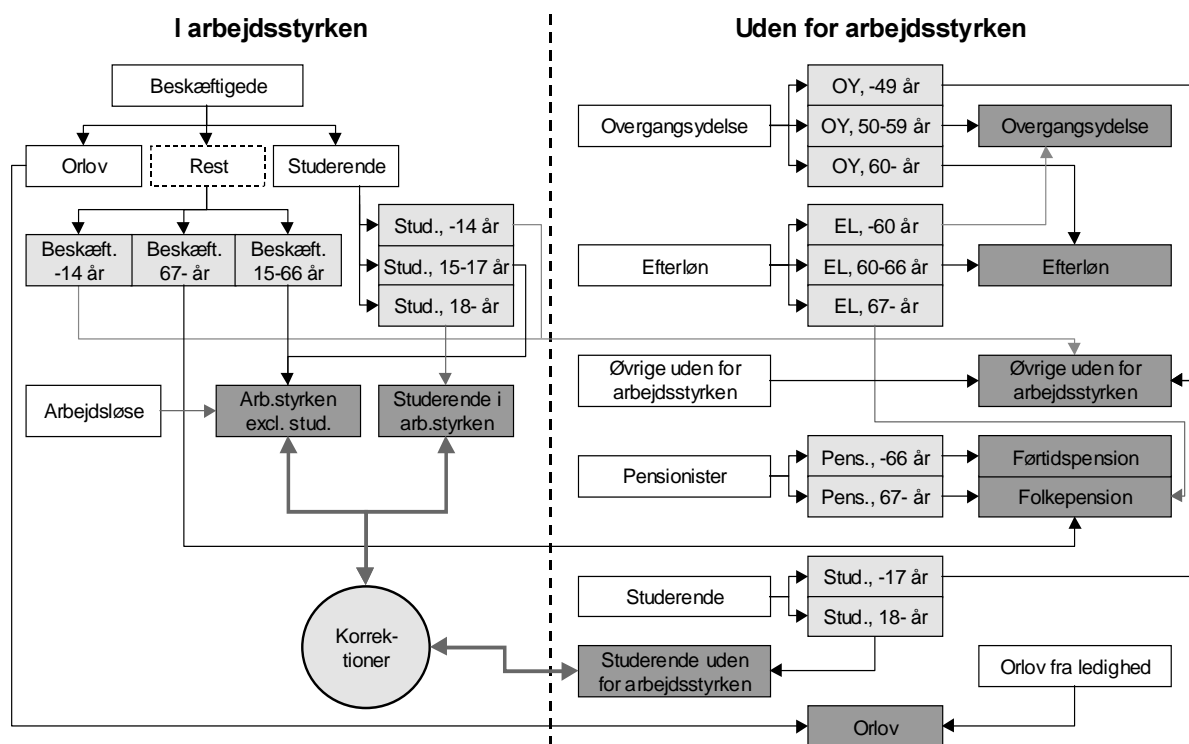 I arbejdsstyrken
Beskæftigede
Orlov
Rest
Studerende
Beskæft.
-14 år
Beskæft.
67- år
Beskæft.
15-66 år
Stud., -14 år
Stud., 15-17 år
Stud., 18- år
Arbejdsløse
Arb.styrken
excl. stud.
Studerende i
arb.styrken
Korrek-
tioner
Uden for arbejdsstyrken
Overgangsydelse
OY, -49 år
OY, 50-59 år
OY, 60- år
Overgangsydelse
Efterløn
EL, -60 år
EL, 60-66 år
EL, 67- år
Efterløn
Øvrige uden for
arbejdsstyrken
Øvrige uden for
arbejdsstyrken
Pensionister
Pens., -66 år
Pens., 67- år
Førtidspension
Folkepension
Studerende
Stud., -17 år
Stud., 18- år
Studerende uden
for arbejdsstyrken
Orlov fra ledighed
Orlov